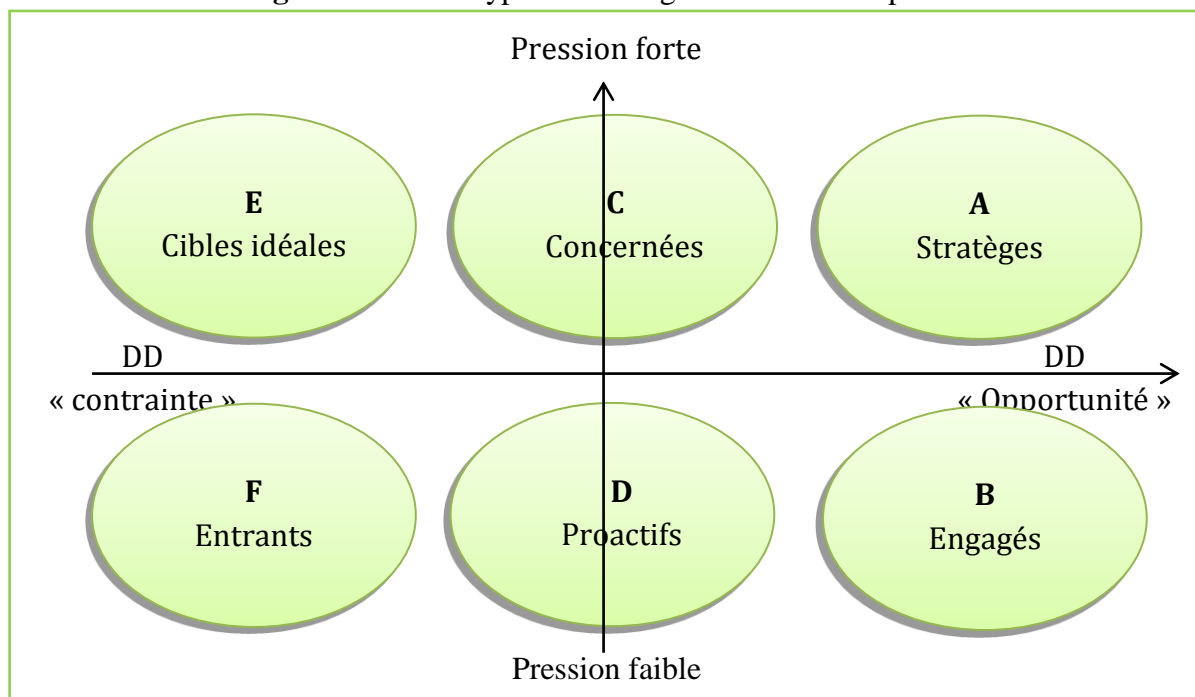 Pression forte
E
Cibles idéales
C
Concernées
A
Stratèges
DD
« contrainte »
DD
« Opportunité »
F
Entrants
D
Proactifs
B
Engagés
Pression faible